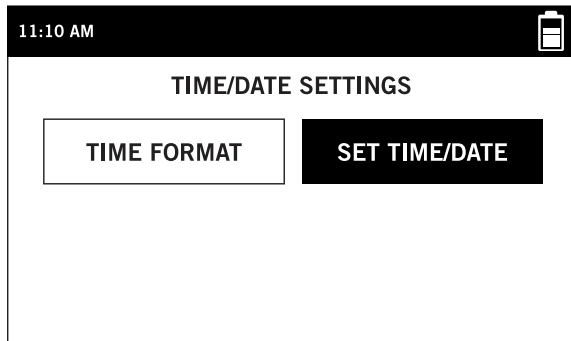 11:10 AM
TIME/DATE SETTINGS
TIME FORMAT
SET TIME/DATE